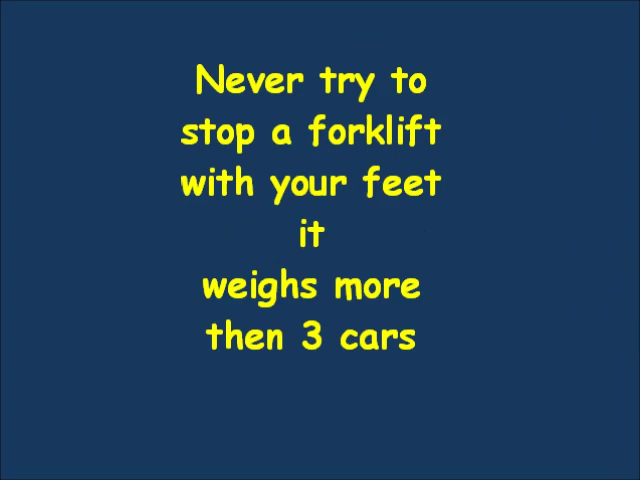 Never try to
stop a forklift
with your feet
it
weighs more
then 3 cars